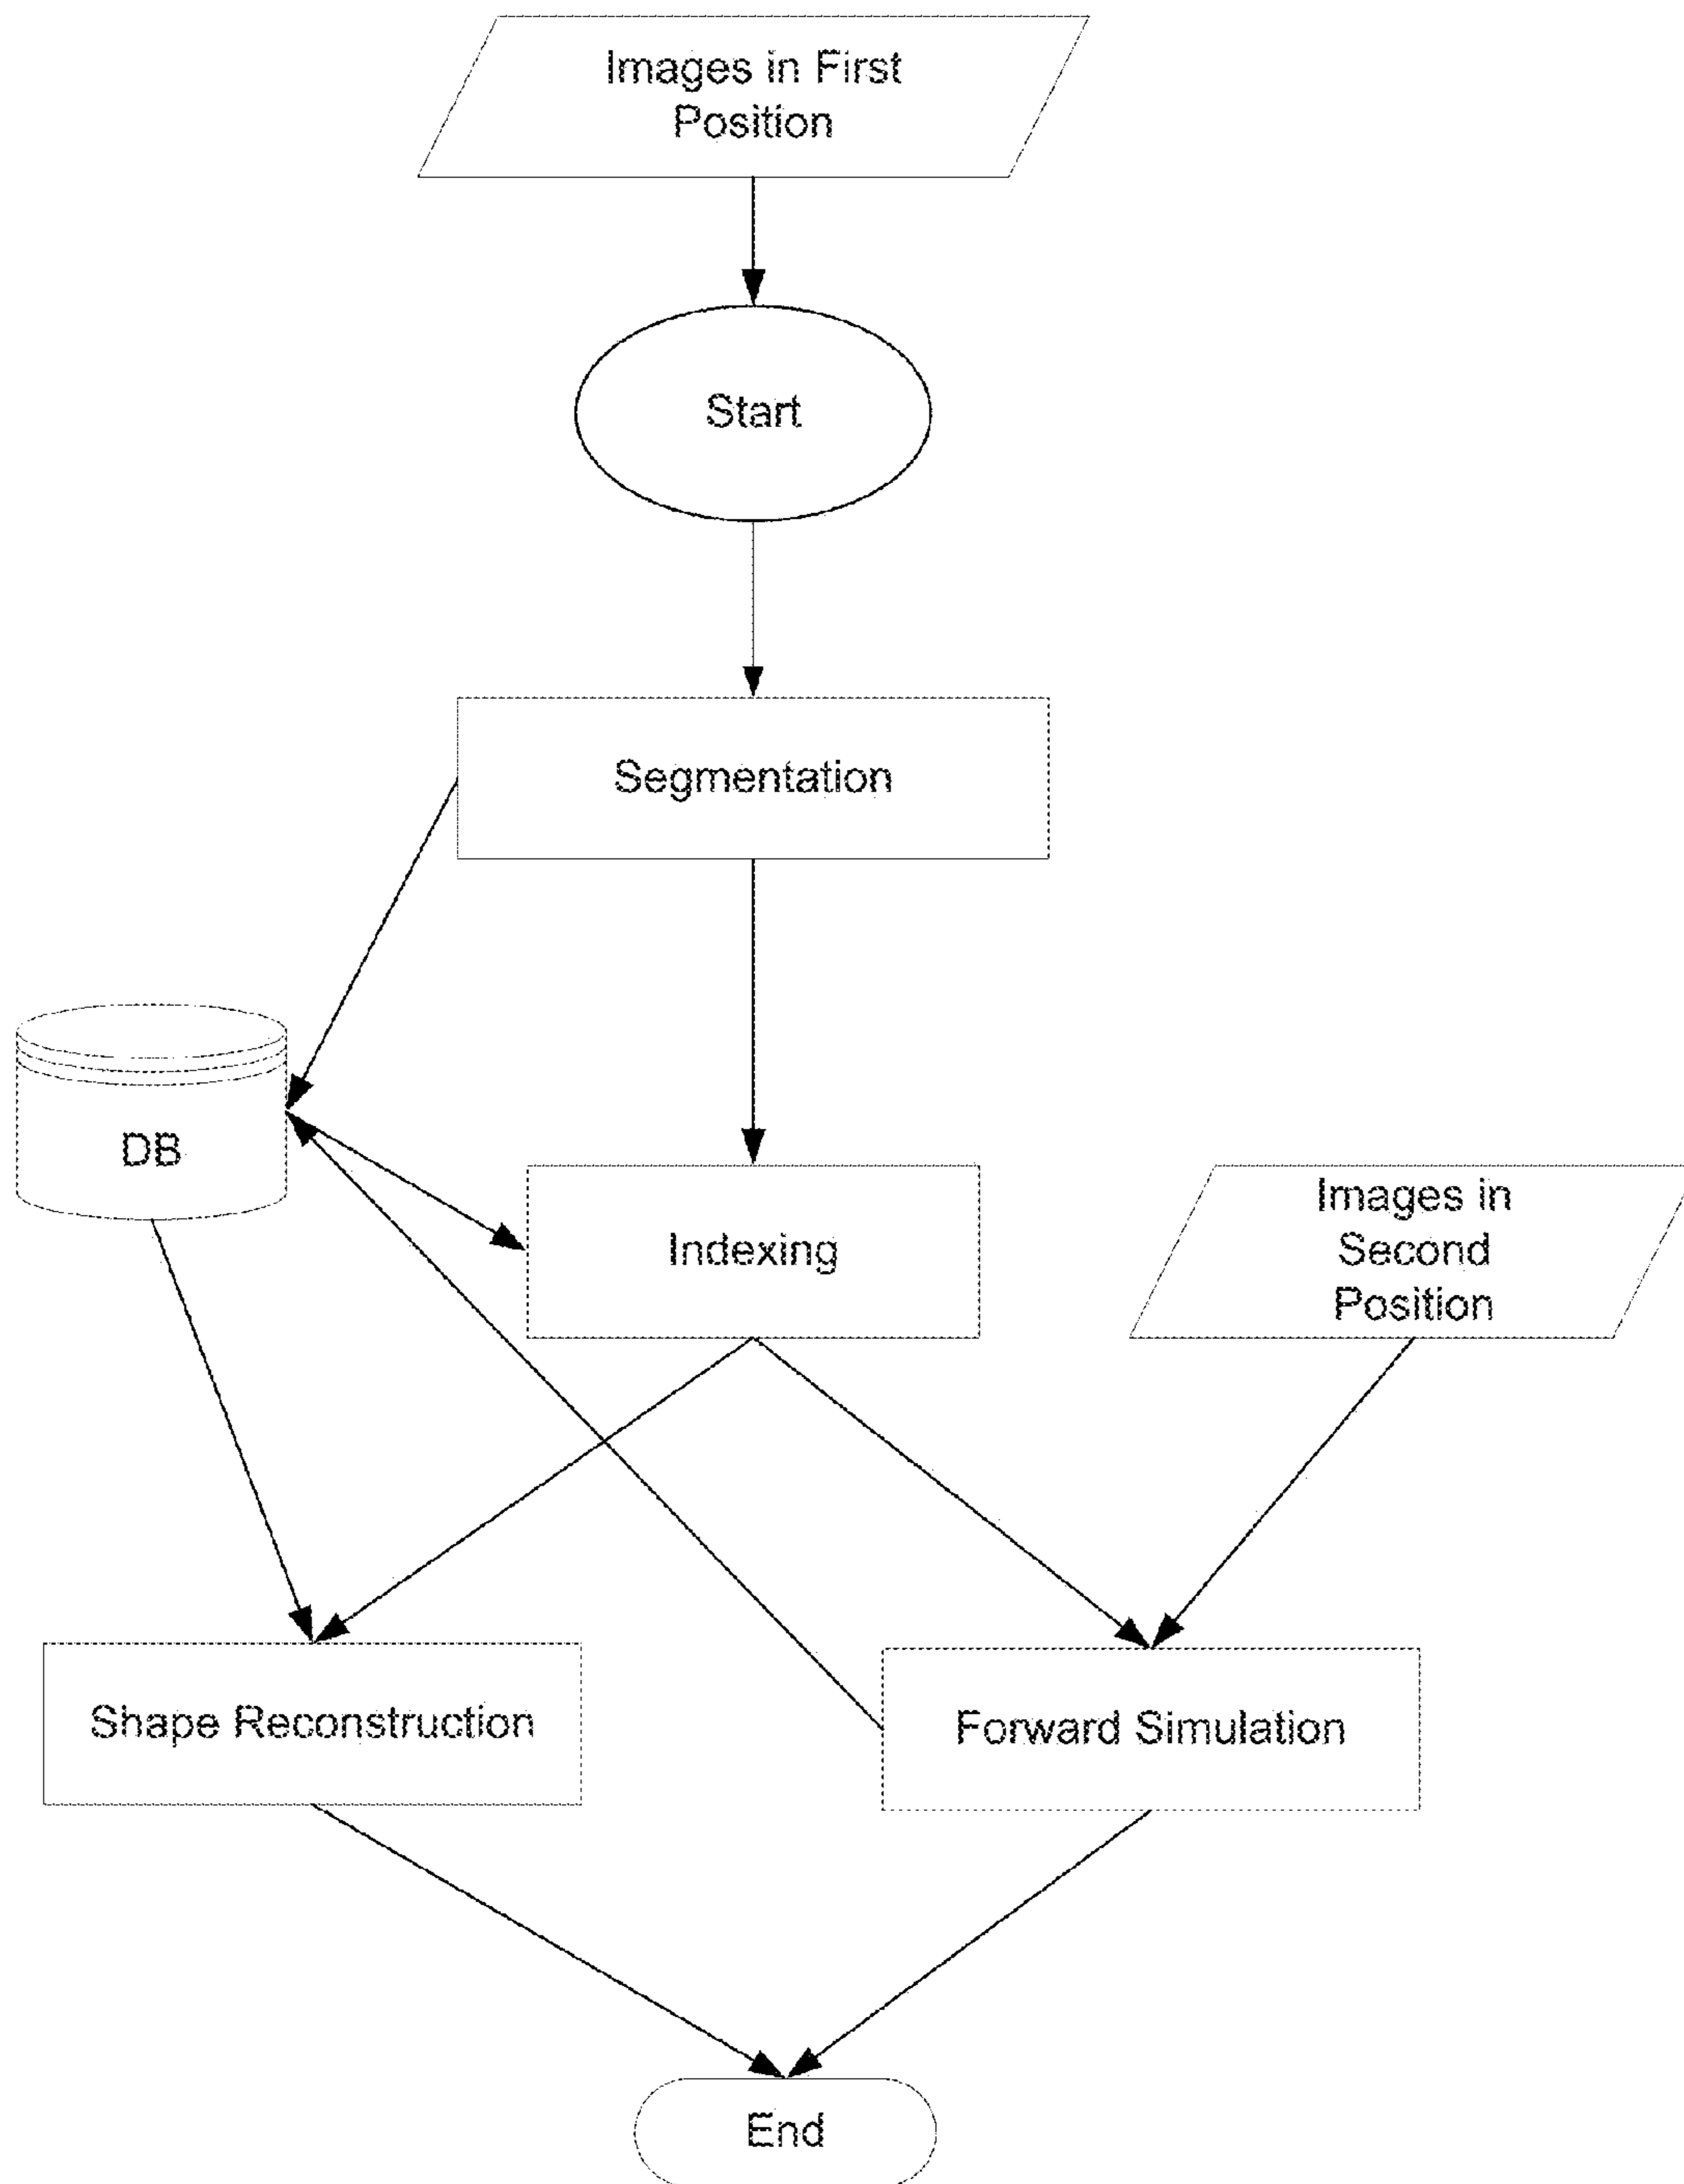 Images in First
Position
Start
Segmentation
DB
Indexing
Images in
Second
Position
Shape Reconstruction
Forward Simulation
End